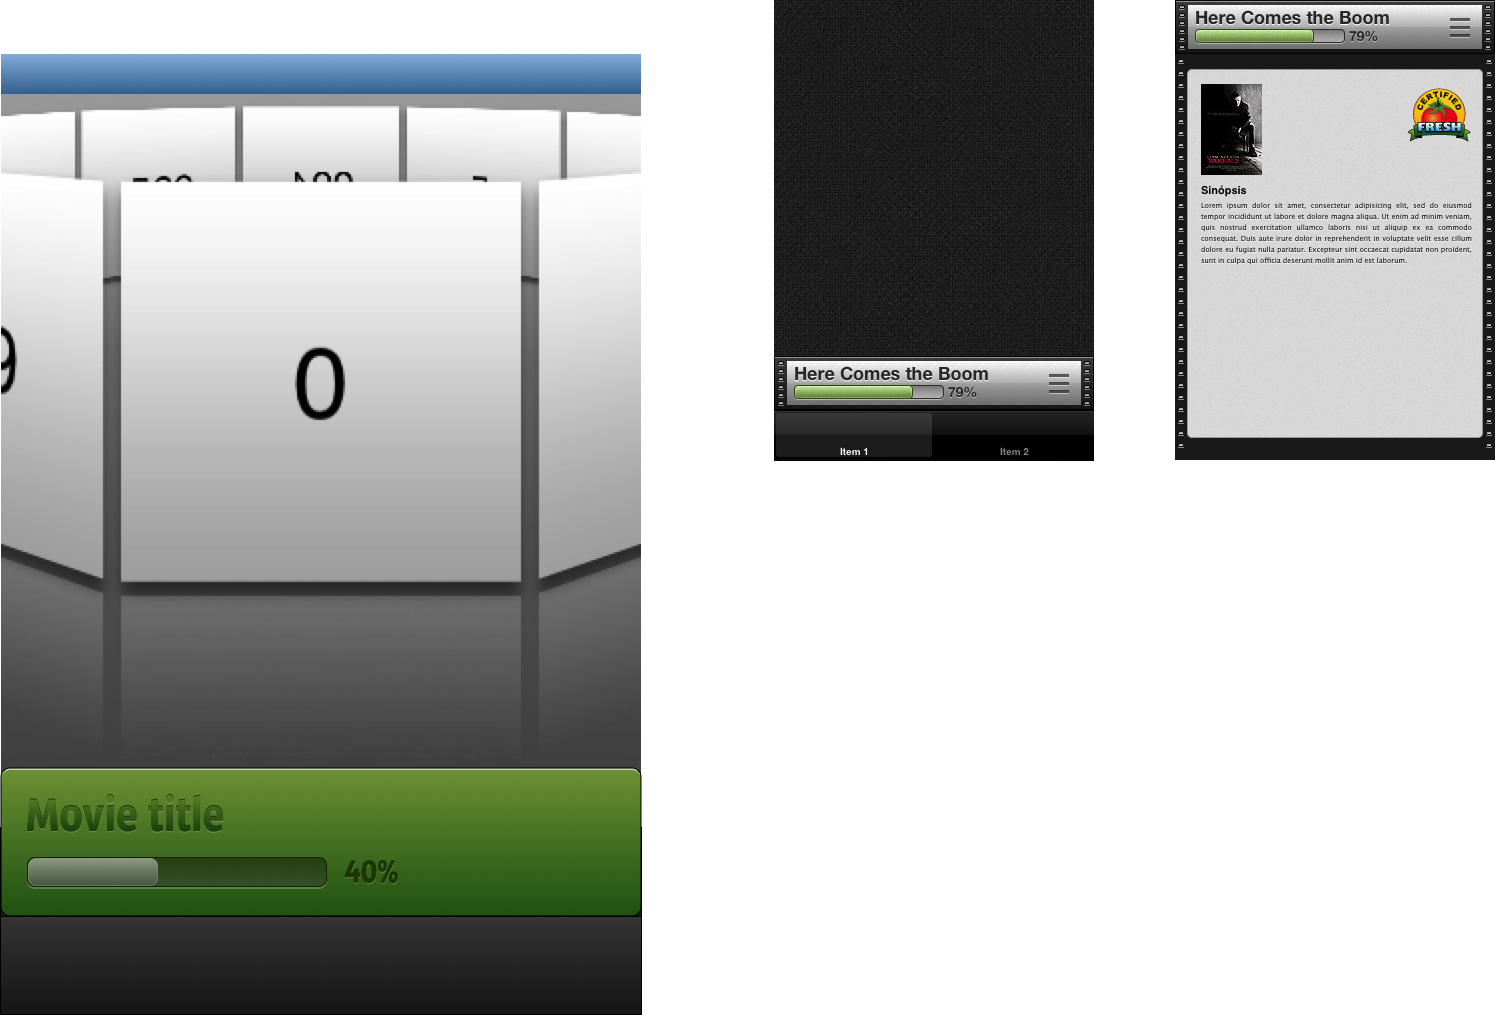 9
0
Movie title
40%
Here Comes the Boom
79%
Item 1
Item 2
Here Comes the Boom
79%
CERTIFIED
FRESH
TAKEN 2
Sinópsis
Lorem ipsum dolor sit amet, consectetur adipisicing elit, sed do eiusmod
tempor incididunt ut labore et dolore magna aliqua. Ut enim ad minim veniam,
quis nostrud exercitation ullamco laboris nisi ut aliquip ex ea commodo
consequat. Duis aute irure dolor in reprehenderit in voluptate velit esse cillum
dolore eu fugiat nulla pariatur. Excepteur sint occaecat cupidatat non proident,
sunt in culpa qui officia deserunt mollit anim id est laborum.